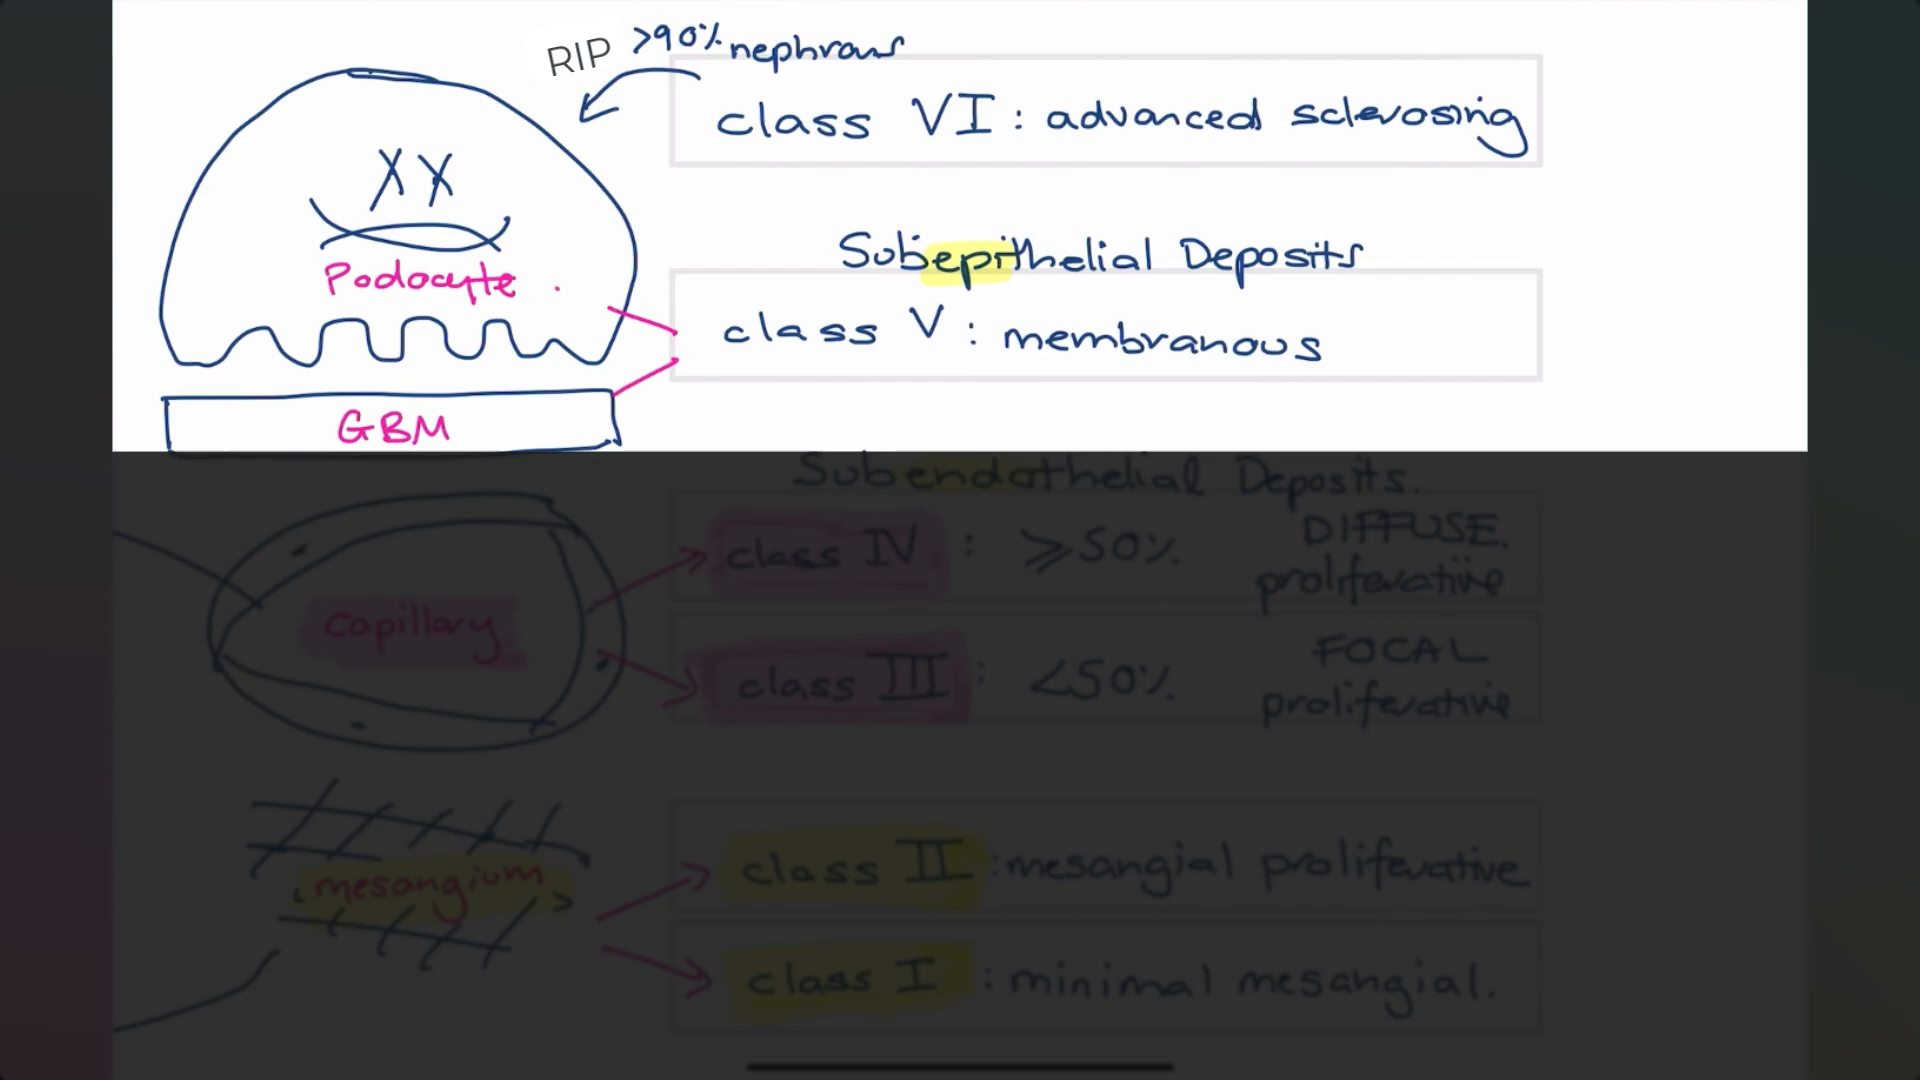 RIP >90% nephrons
class VI: advanced sclerosing
Podocyte.
Subepithelial Deposits
class V: membranous
GBM
Subendothelial Deposits.
capillary
class IV: ≥50% DIFFUSE.
proliferative
class III: <50% FOCAL
proliferative
mesangium
class II: mesangial proliferative
class I: minimal mesangial.